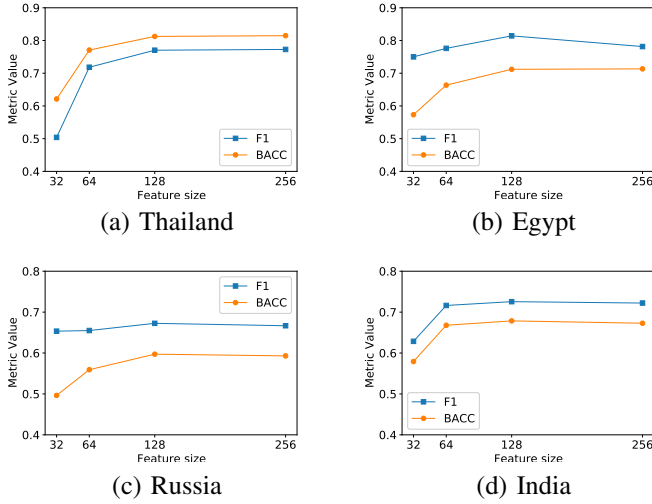 0.9
0.8
0.7
0.6
0.5
0.4
Metric Value
F1
BACC
32
64
128
256
Feature size
(a) Thailand
0.9
0.8
0.7
0.6
0.5
0.4
Metric Value
F1
BACC
32
64
128
256
Feature size
(b) Egypt
0.8
0.7
0.6
0.5
0.4
Metric Value
F1
BACC
32
64
128
256
Feature size
(c) Russia
0.8
0.7
0.6
0.5
0.4
Metric Value
F1
BACC
32
64
128
256
Feature size
(d) India